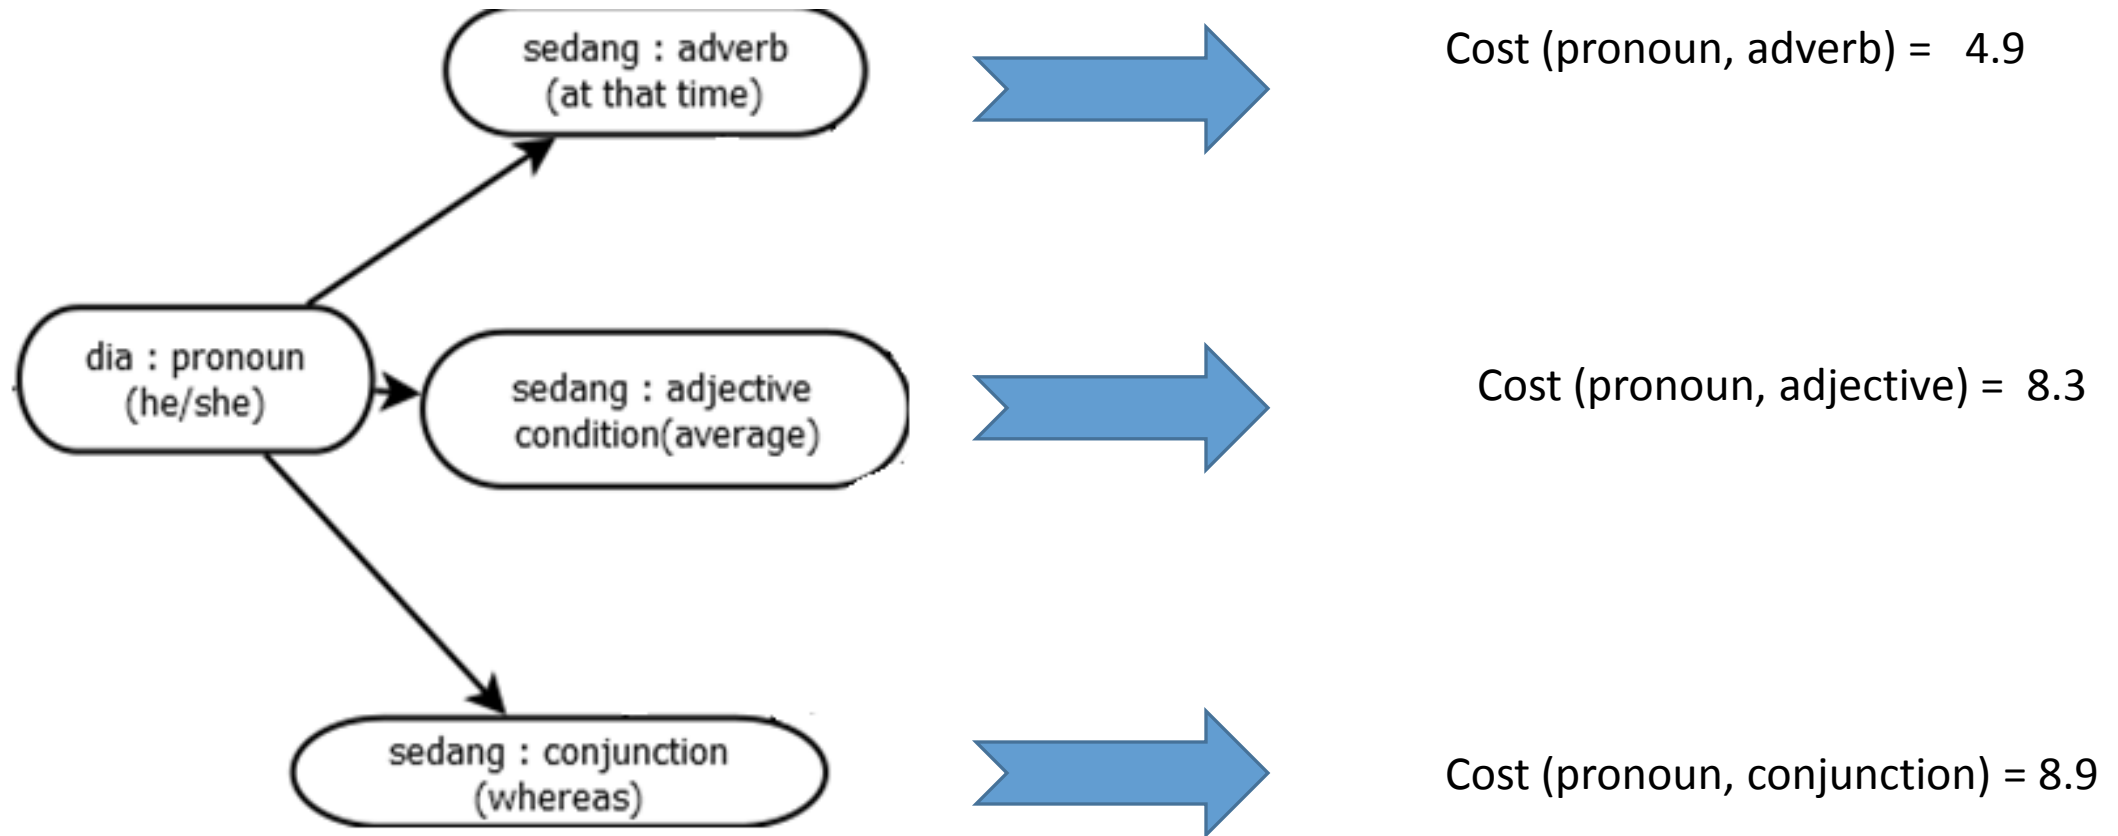 sedang : adverb
(at that time)
Cost (pronoun, adverb) = 4.9
dia : pronoun
(he/she)
sedang : adjective
condition(average)
Cost (pronoun, adjective) = 8.3
sedang : conjunction
(whereas)
Cost (pronoun, conjunction) = 8.9